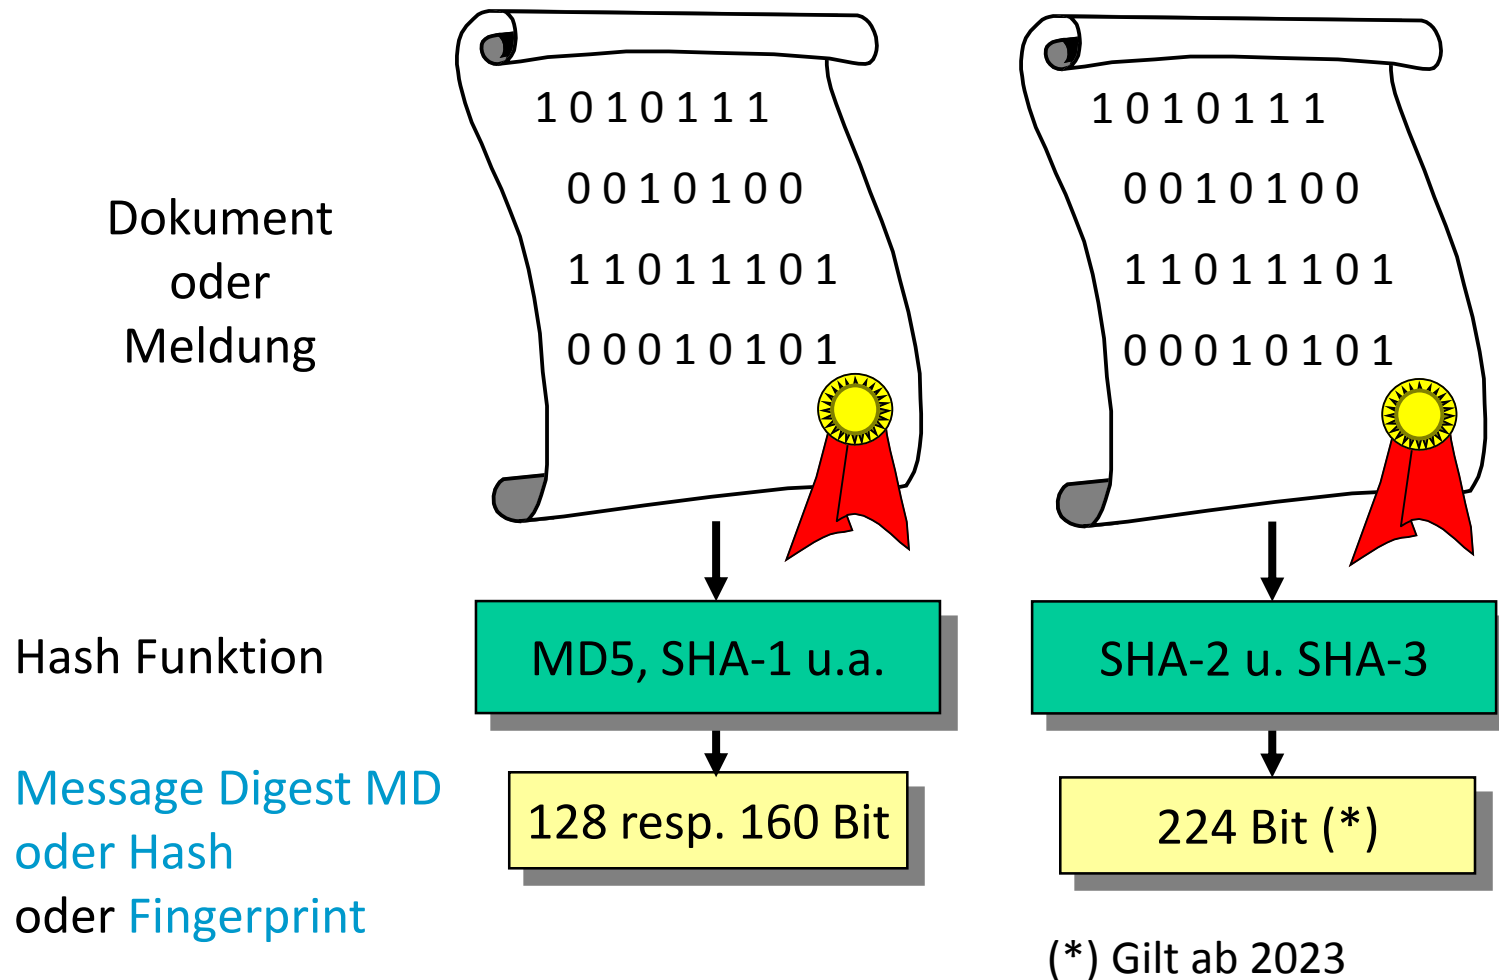 Dokument
oder
Meldung
1 0 1 0 1 1 1
0 0 1 0 1 0 0
1 1 0 1 1 1 0 1
0 0 0 1 0 1 0 1
1 0 1 0 1 1 1
0 0 1 0 1 0 0
1 1 0 1 1 1 0 1
0 0 0 1 0 1 0 1
Hash Funktion
MD5, SHA-1 u.a.
SHA-2 u. SHA-3
Message Digest MD
oder Hash
oder Fingerprint
128 resp. 160 Bit
224 Bit (*)
(*) Gilt ab 2023